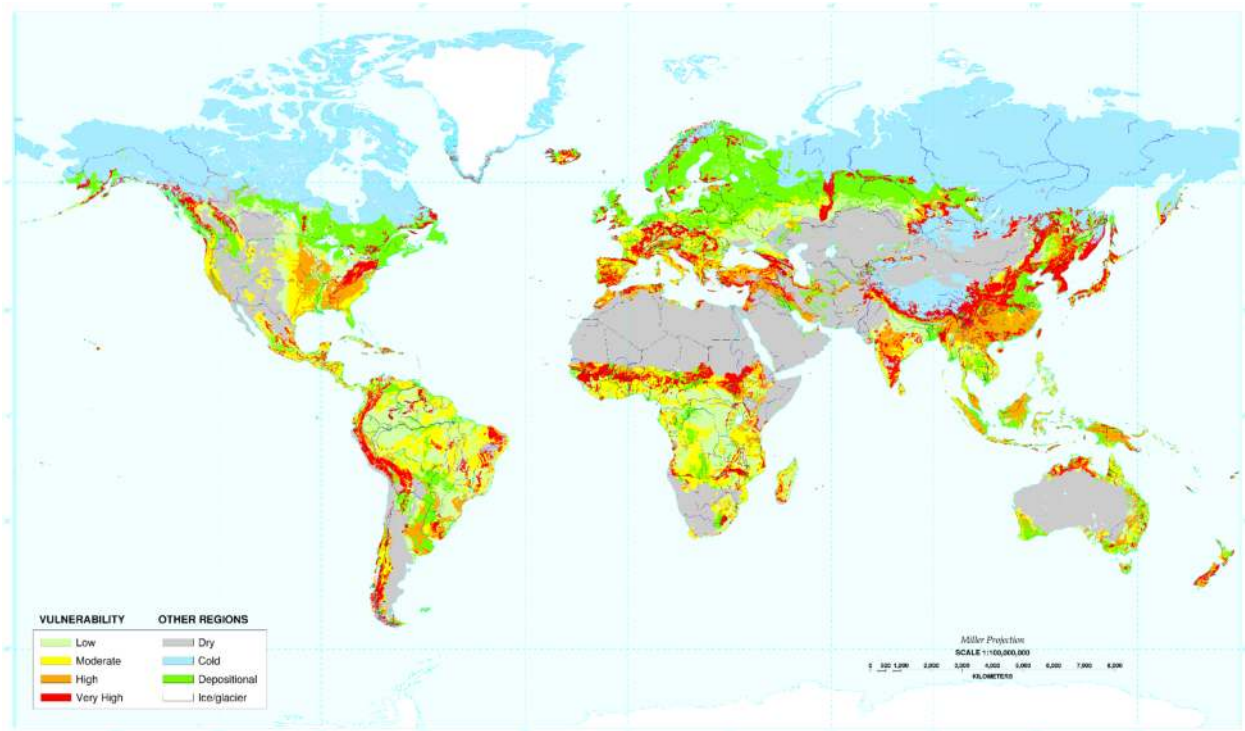 VULNERABILITY
Low
Moderate
High
Very High
OTHER REGIONS
Dry
Cold
Depositional
Ice/glacier
Miller Projection
SCALE 1:100,000,000
0 500 1,000 2,000 3,000 4,000 5,000 6,000 7,000 8,000
KILOMETERS